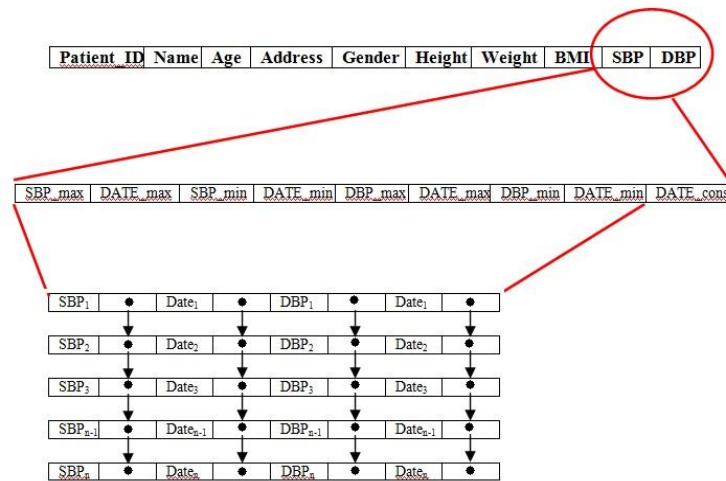 Patient_ID Name Age Address Gender Height Weight BMI SBP DBP
SBP_max DATE_max SBP_min DATE_min DBP_max DATE_max DBP_min DATE_min DATE_cons
SBP₁ Date₁ DBP₁ Date₁
SBP₂ Date₂ DBP₂ Date₂
SBP₃ Date₃ DBP₃ Date₃
SBPₙ₋₁ Dateₙ₋₁ DBPₙ₋₁ Dateₙ₋₁
SBPₙ Dateₙ DBPₙ Dateₙ